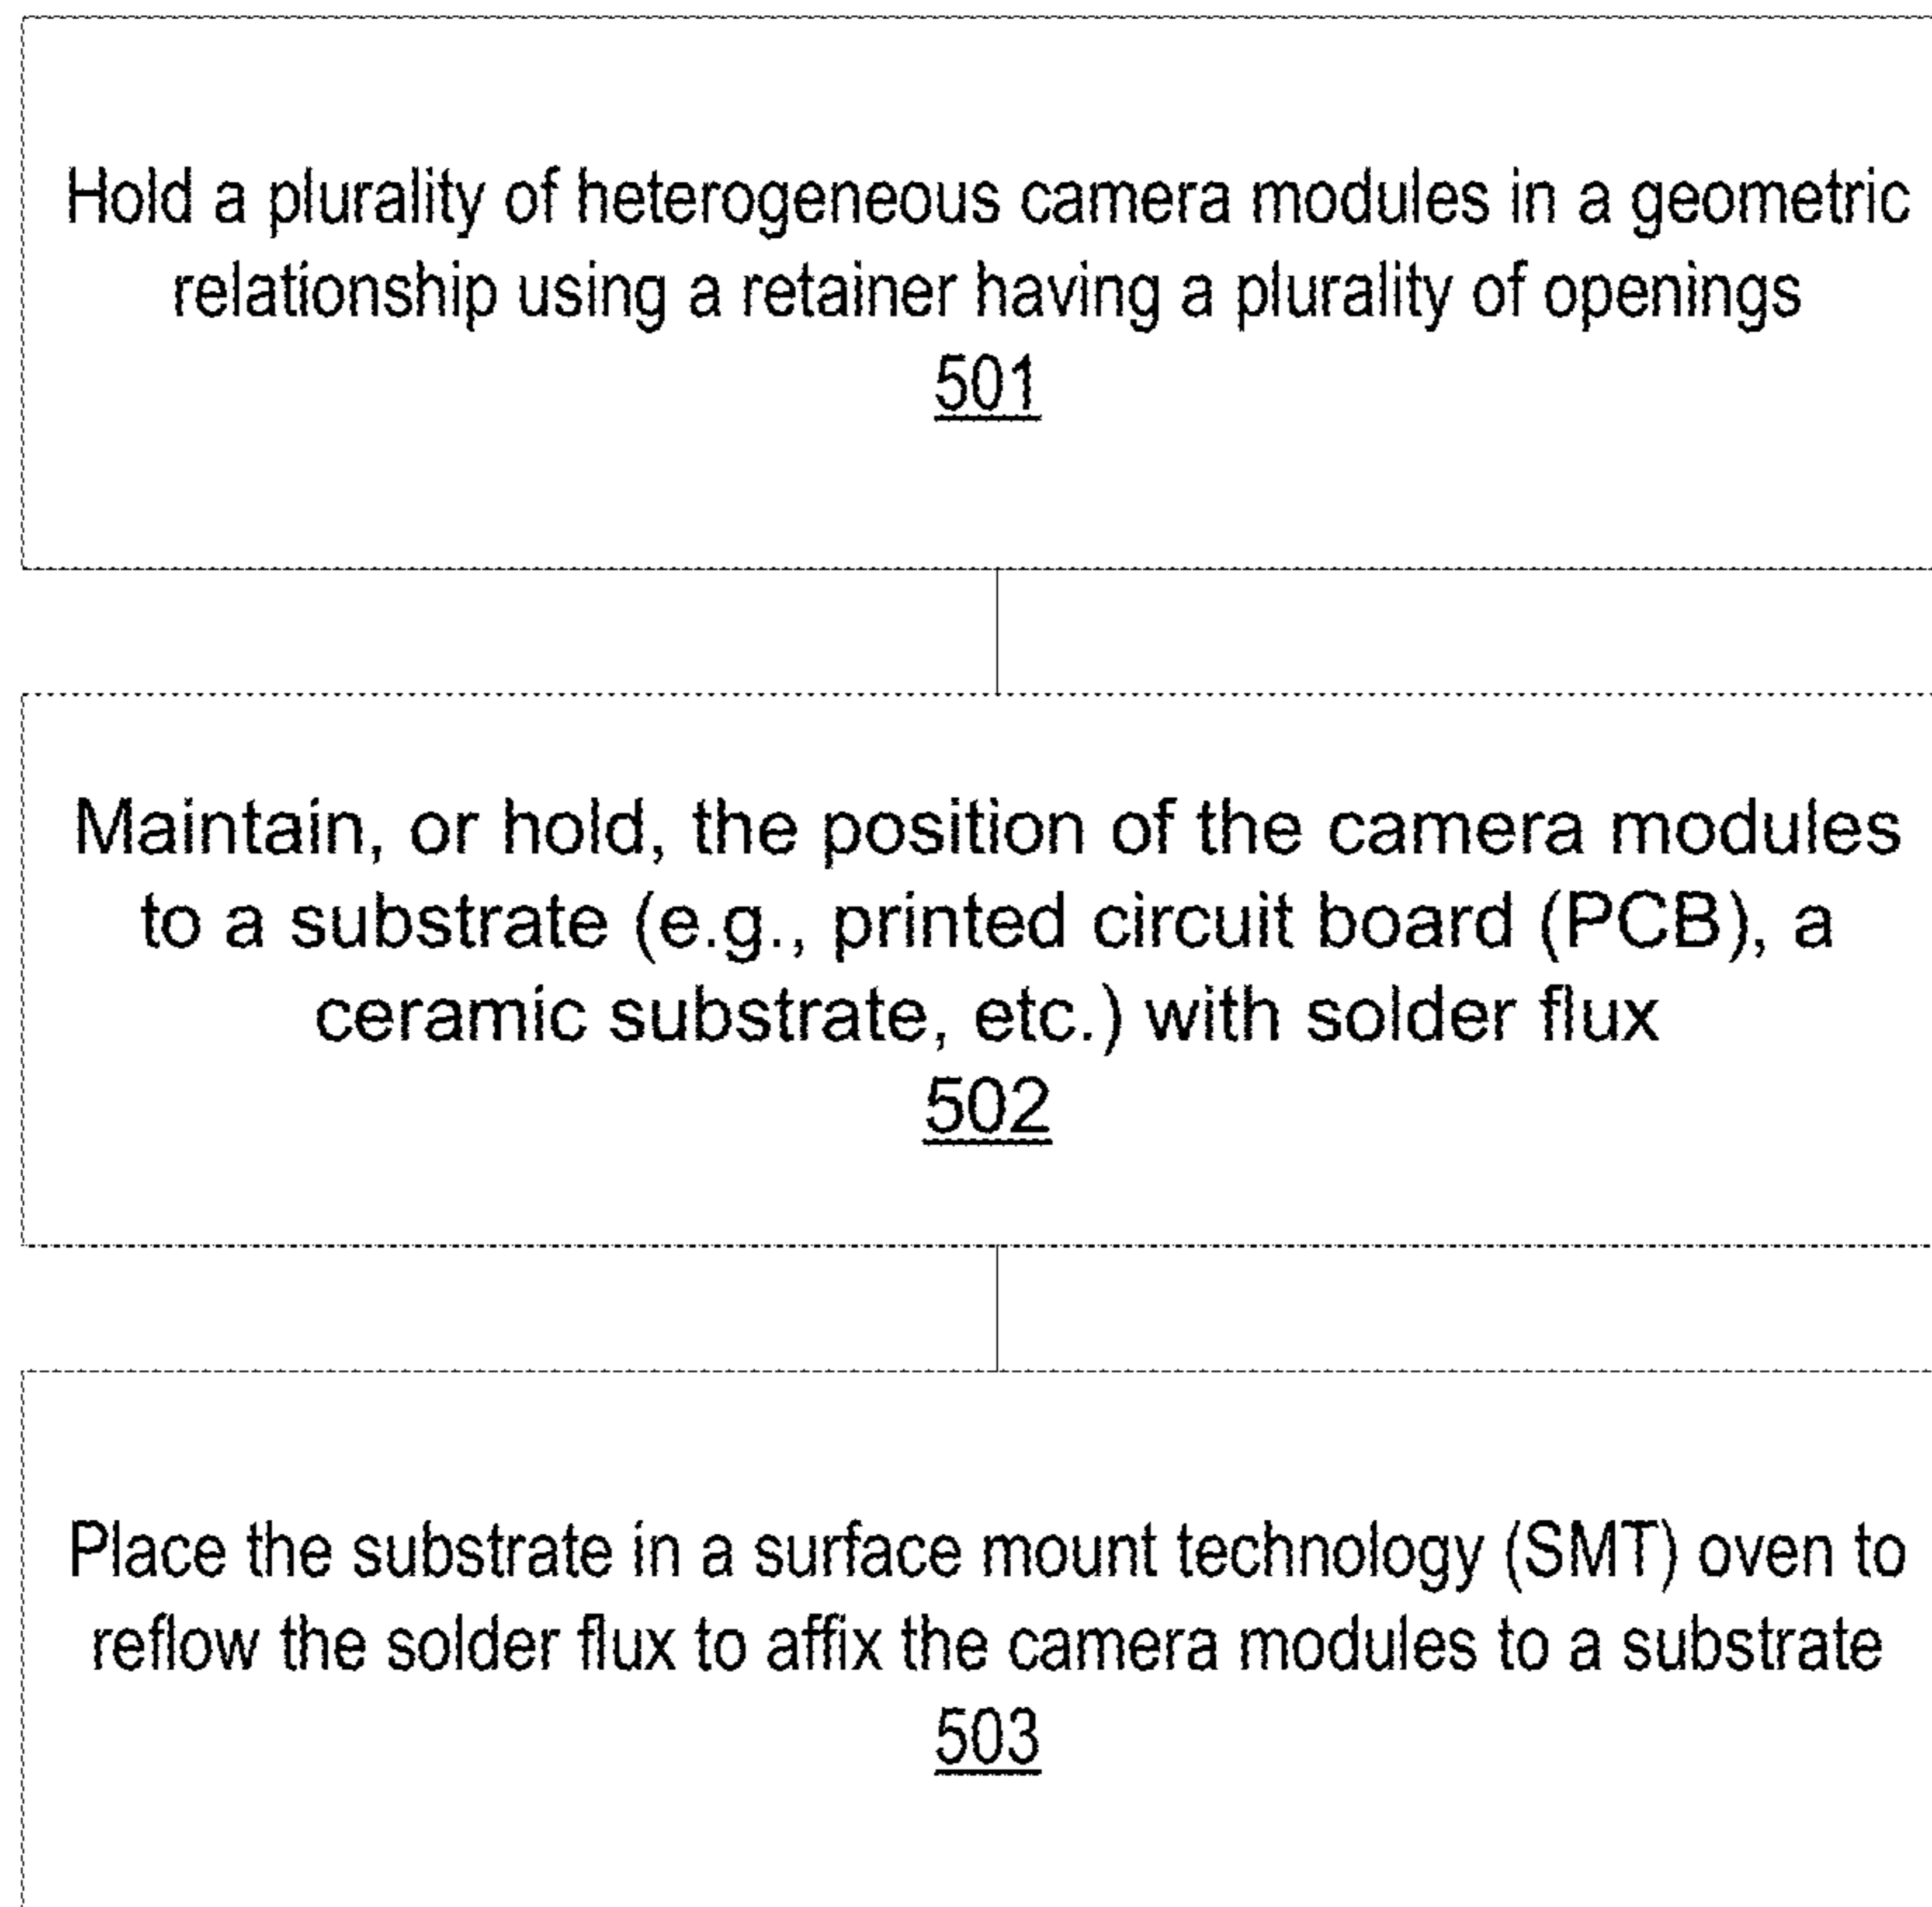 Hold a plurality of heterogeneous camera modules in a geometric
relationship using a retainer having a plurality of openings
501
Maintain, or hold, the position of the camera modules
to a substrate (e.g., printed circuit board (PCB), a
ceramic substrate, etc.) with solder flux
502
Place the substrate in a surface mount technology (SMT) oven to
reflow the solder flux to affix the camera modules to a substrate
503